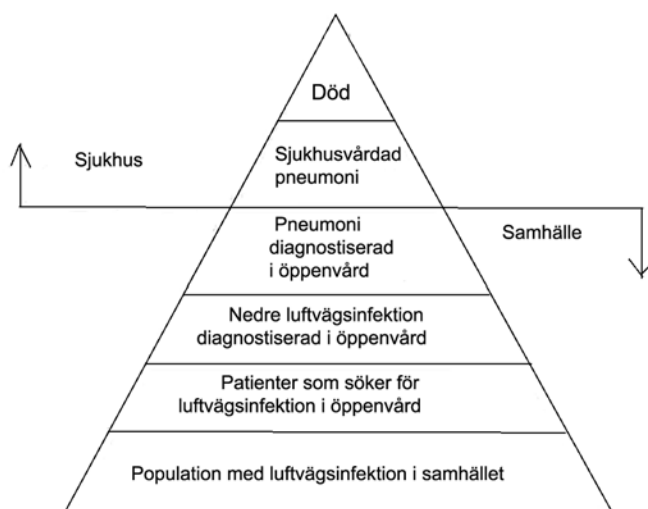 Död
Sjukhus
Sjukhusvårdad
pneumoni
Pneumoni
diagnostiserad
i öppenvård
Samhälle
Nedre luftvägsinfektion
diagnostiserad i öppenvård
Patienter som söker för
luftvägsinfektion i öppenvård
Population med luftvägsinfektion i samhället